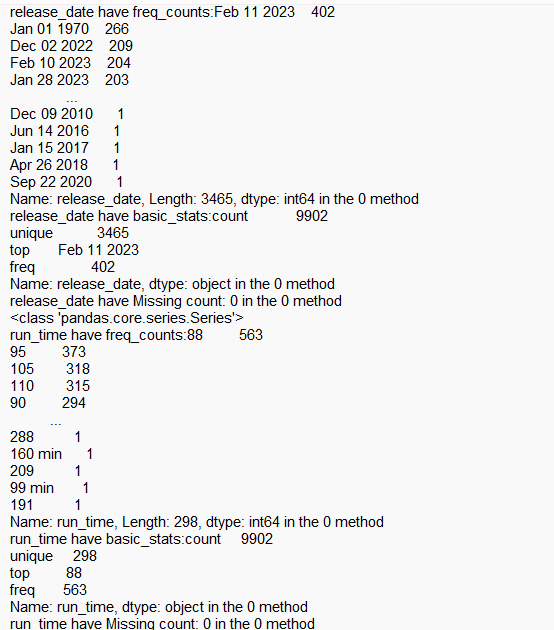 release_date have freq_counts:Feb 11 2023 402
Jan 01 1970 266
Dec 02 2022 209
Feb 10 2023 204
Jan 28 2023 203
...
Dec 09 2010 1
Jun 14 2016 1
Jan 15 2017 1
Apr 26 2018 1
Sep 22 2020 1
Name: release_date, Length: 3465, dtype: int64 in the 0 method
release_date have basic_stats:count 9902
unique 3465
top Feb 11 2023
freq 402
Name: release_date, dtype: object in the 0 method
release_date have Missing count: 0 in the 0 method
<class 'pandas.core.series.Series'>
run_time have freq_counts:88 563
95 373
105 318
110 315
90 294
...
288 1
160 min 1
209 1
99 min 1
191 1
Name: run_time, Length: 298, dtype: int64 in the 0 method
run_time have basic_stats:count 9902
unique 298
top 88
freq 563
Name: run_time, dtype: object in the 0 method
run_time have Missing count: 0 in the 0 method